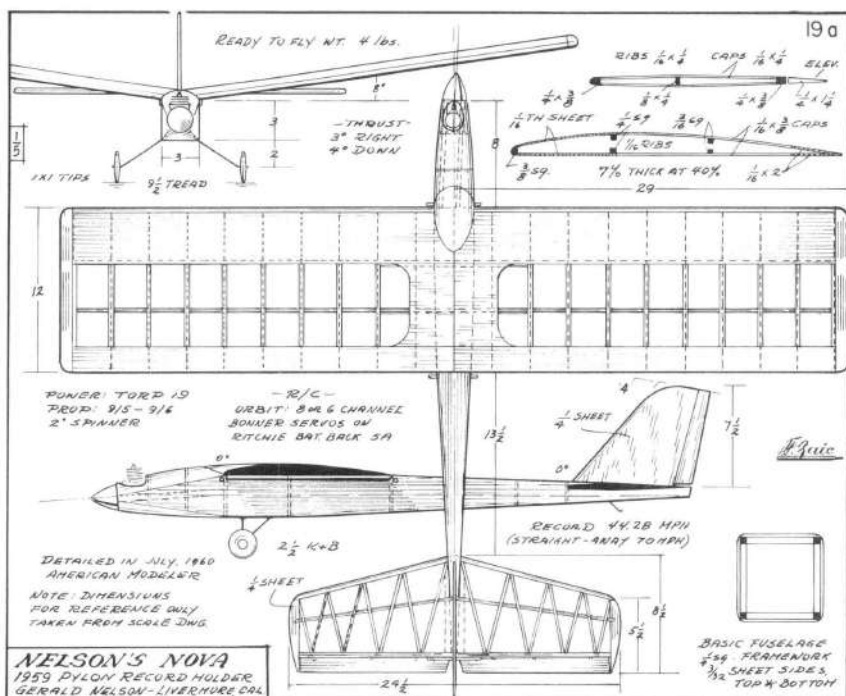 19a
READY TO FLY WT. 4 lbs.
RIBS 1/16 x 1/4 CAPS 1/16 x 1/4
ELEV.
8°
1/4 x 3/8
1/8 x 1/4
1/4 x 3/8
1/4 x 1 1/4
3
-THRUST-
3° RIGHT
4° DOWN
1/16 TH SHEET
1/4 SQ
3/16 SQ
1/16 x 3/8 CAPS
8
1/5
3
2
1/16 RIBS
1X1 TIPS
9 1/2 TREAD
3/8 SQ.
7% THICK AT 40%
1/16 x 2
29
12
POWER: TORP 19
PROP: 9/5 - 9/6
2" SPINNER
-R/C-
ORBIT: 8 OR 6 CHANNEL
BONNER SERVOS ON
RITCHIE BAT. BACK 5A
13 1/2
4
1/4 SHEET
7 1/2
F. Zaic
0°
0°
2 1/2 K+B
RECORD 44.28 MPH
(STRAIGHT-AWAY 70MPH)
DETAILED IN JULY, 1960
AMERICAN MODELER
NOTE: DIMENSIONS
FOR REFERENCE ONLY
TAKEN FROM SCALE DWG.
1/4 SHEET
8 1/2
5 1/2
24 1/2
BASIC FUSELAGE
1/4 SQ. FRAMEWORK
3/32 SHEET SIDES,
TOP & BOTTOM
NELSON'S NOVA
1959 PYLON RECORD HOLDER
GERALD NELSON-LIVERMURE CAL